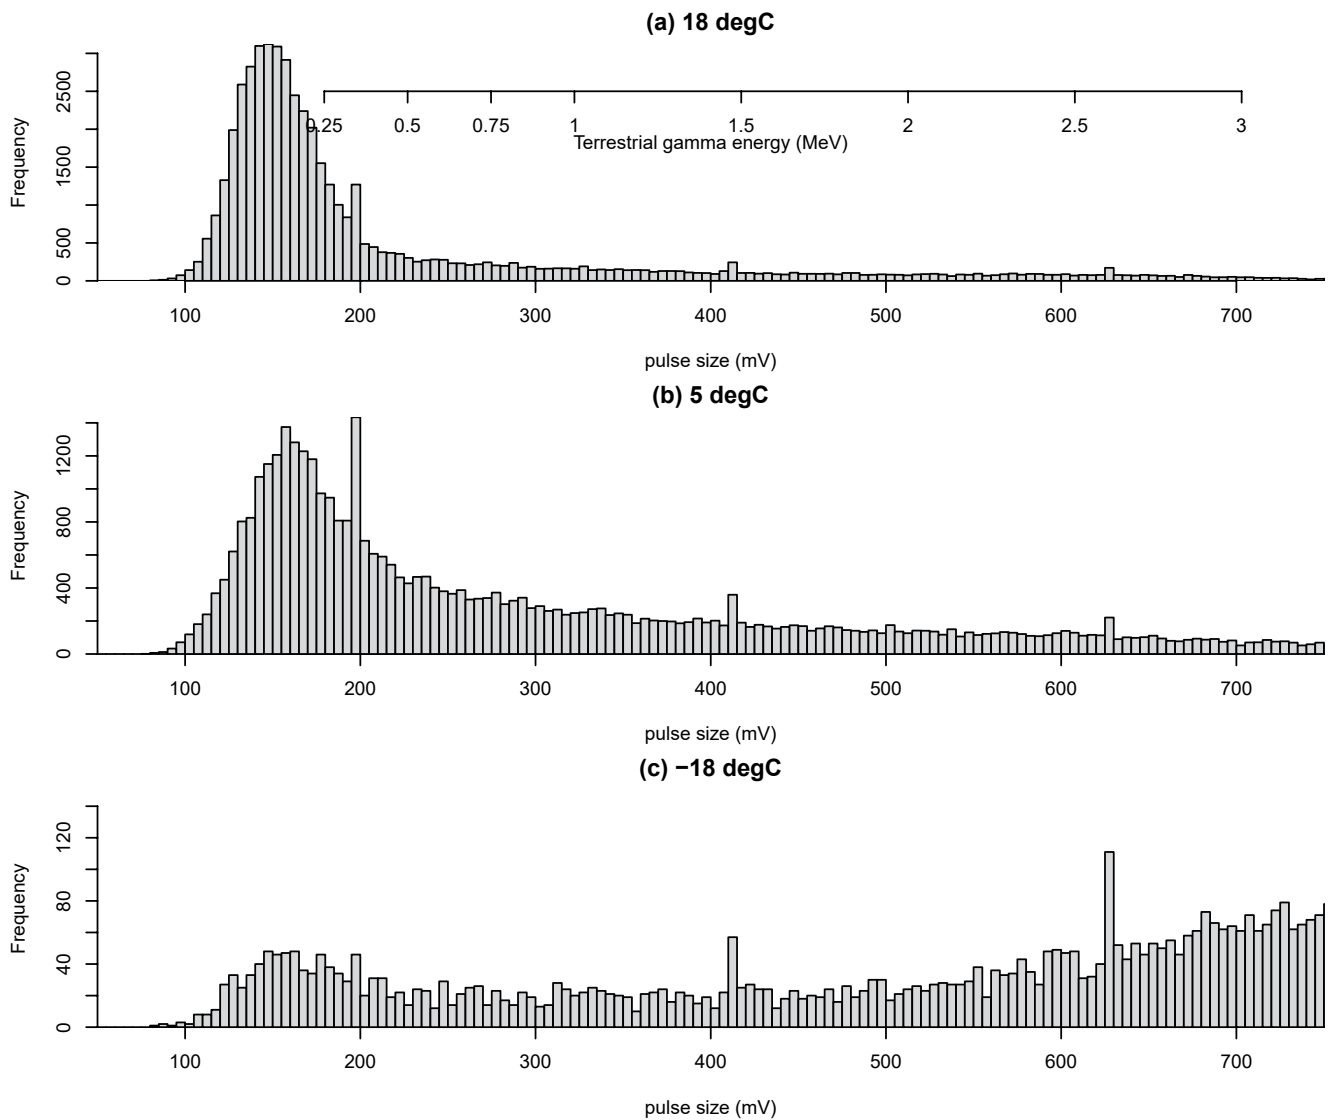 (a) 18 degC
Frequency
2500
1500
500
0
0.25 0.5 0.75 1 1.5 2 2.5 3
Terrestrial gamma energy (MeV)
100 200 300 400 500 600 700
pulse size (mV)
(b) 5 degC
Frequency
1200
800
400
0
100 200 300 400 500 600 700
pulse size (mV)
(c) −18 degC
Frequency
120
80
40
0
100 200 300 400 500 600 700
pulse size (mV)